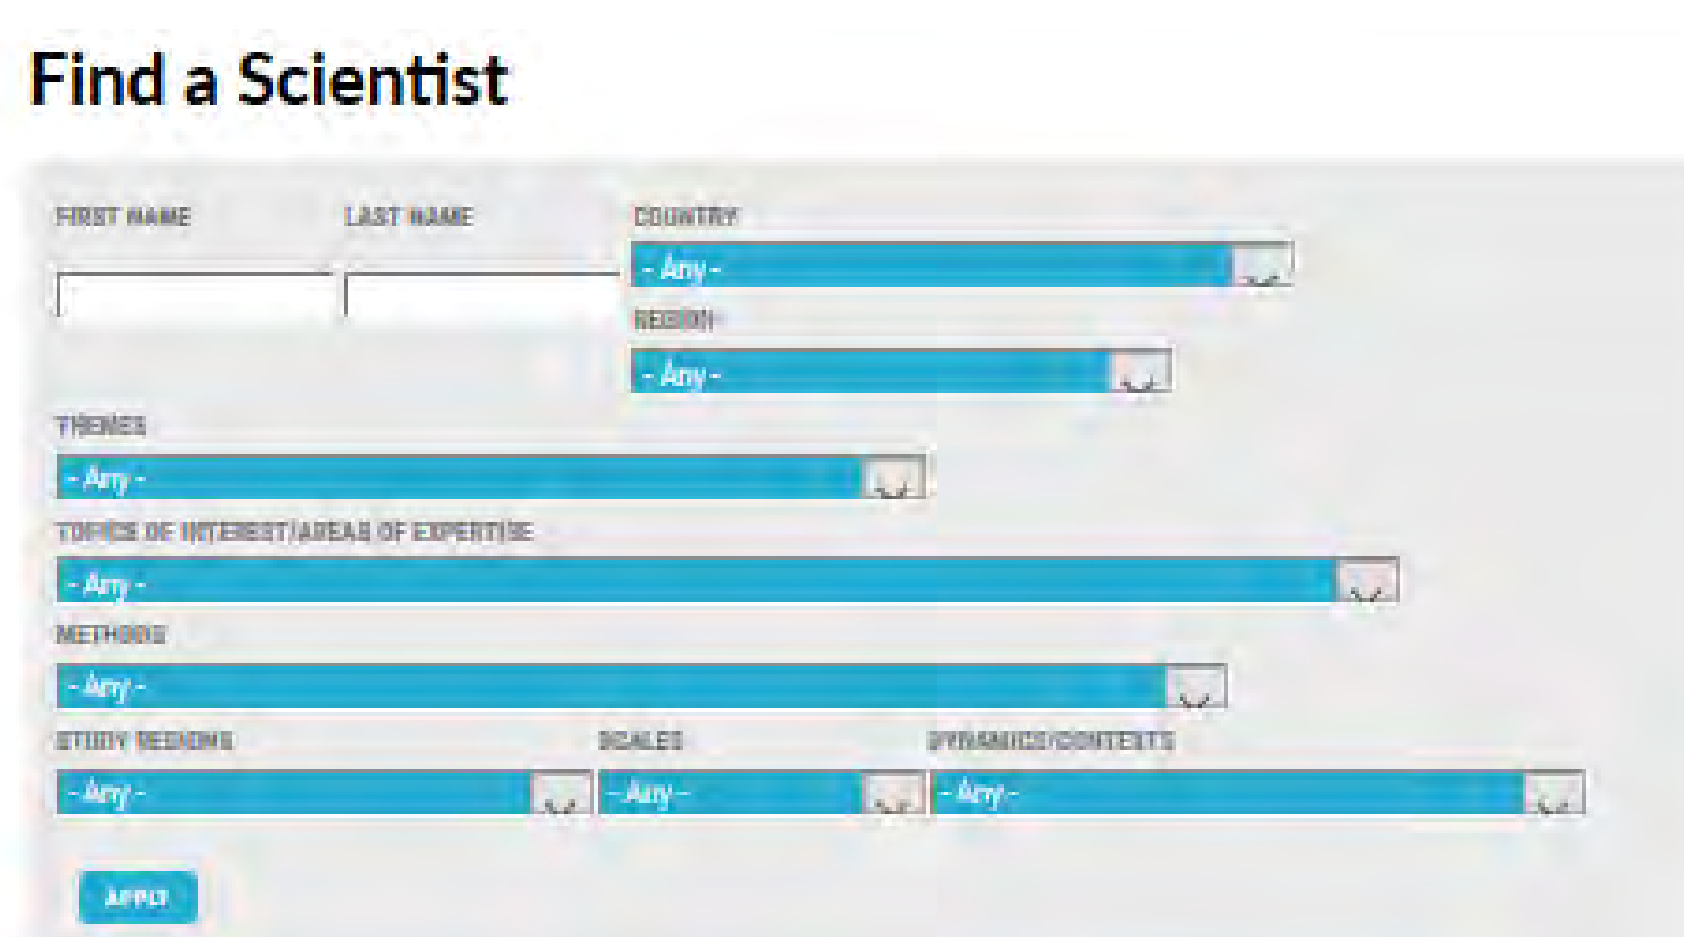 Find a Scientist
FIRST NAME LAST NAME COUNTRY
- Any -
REGION
- Any -
THEMES
- Any -
TOPICS OF INTEREST/AREAS OF EXPERTISE
- Any -
METHODS
- Any -
STUDY REGIONS SCALES DYNAMICS/CONTEXTS
- Any - - Any - - Any -
APPLY